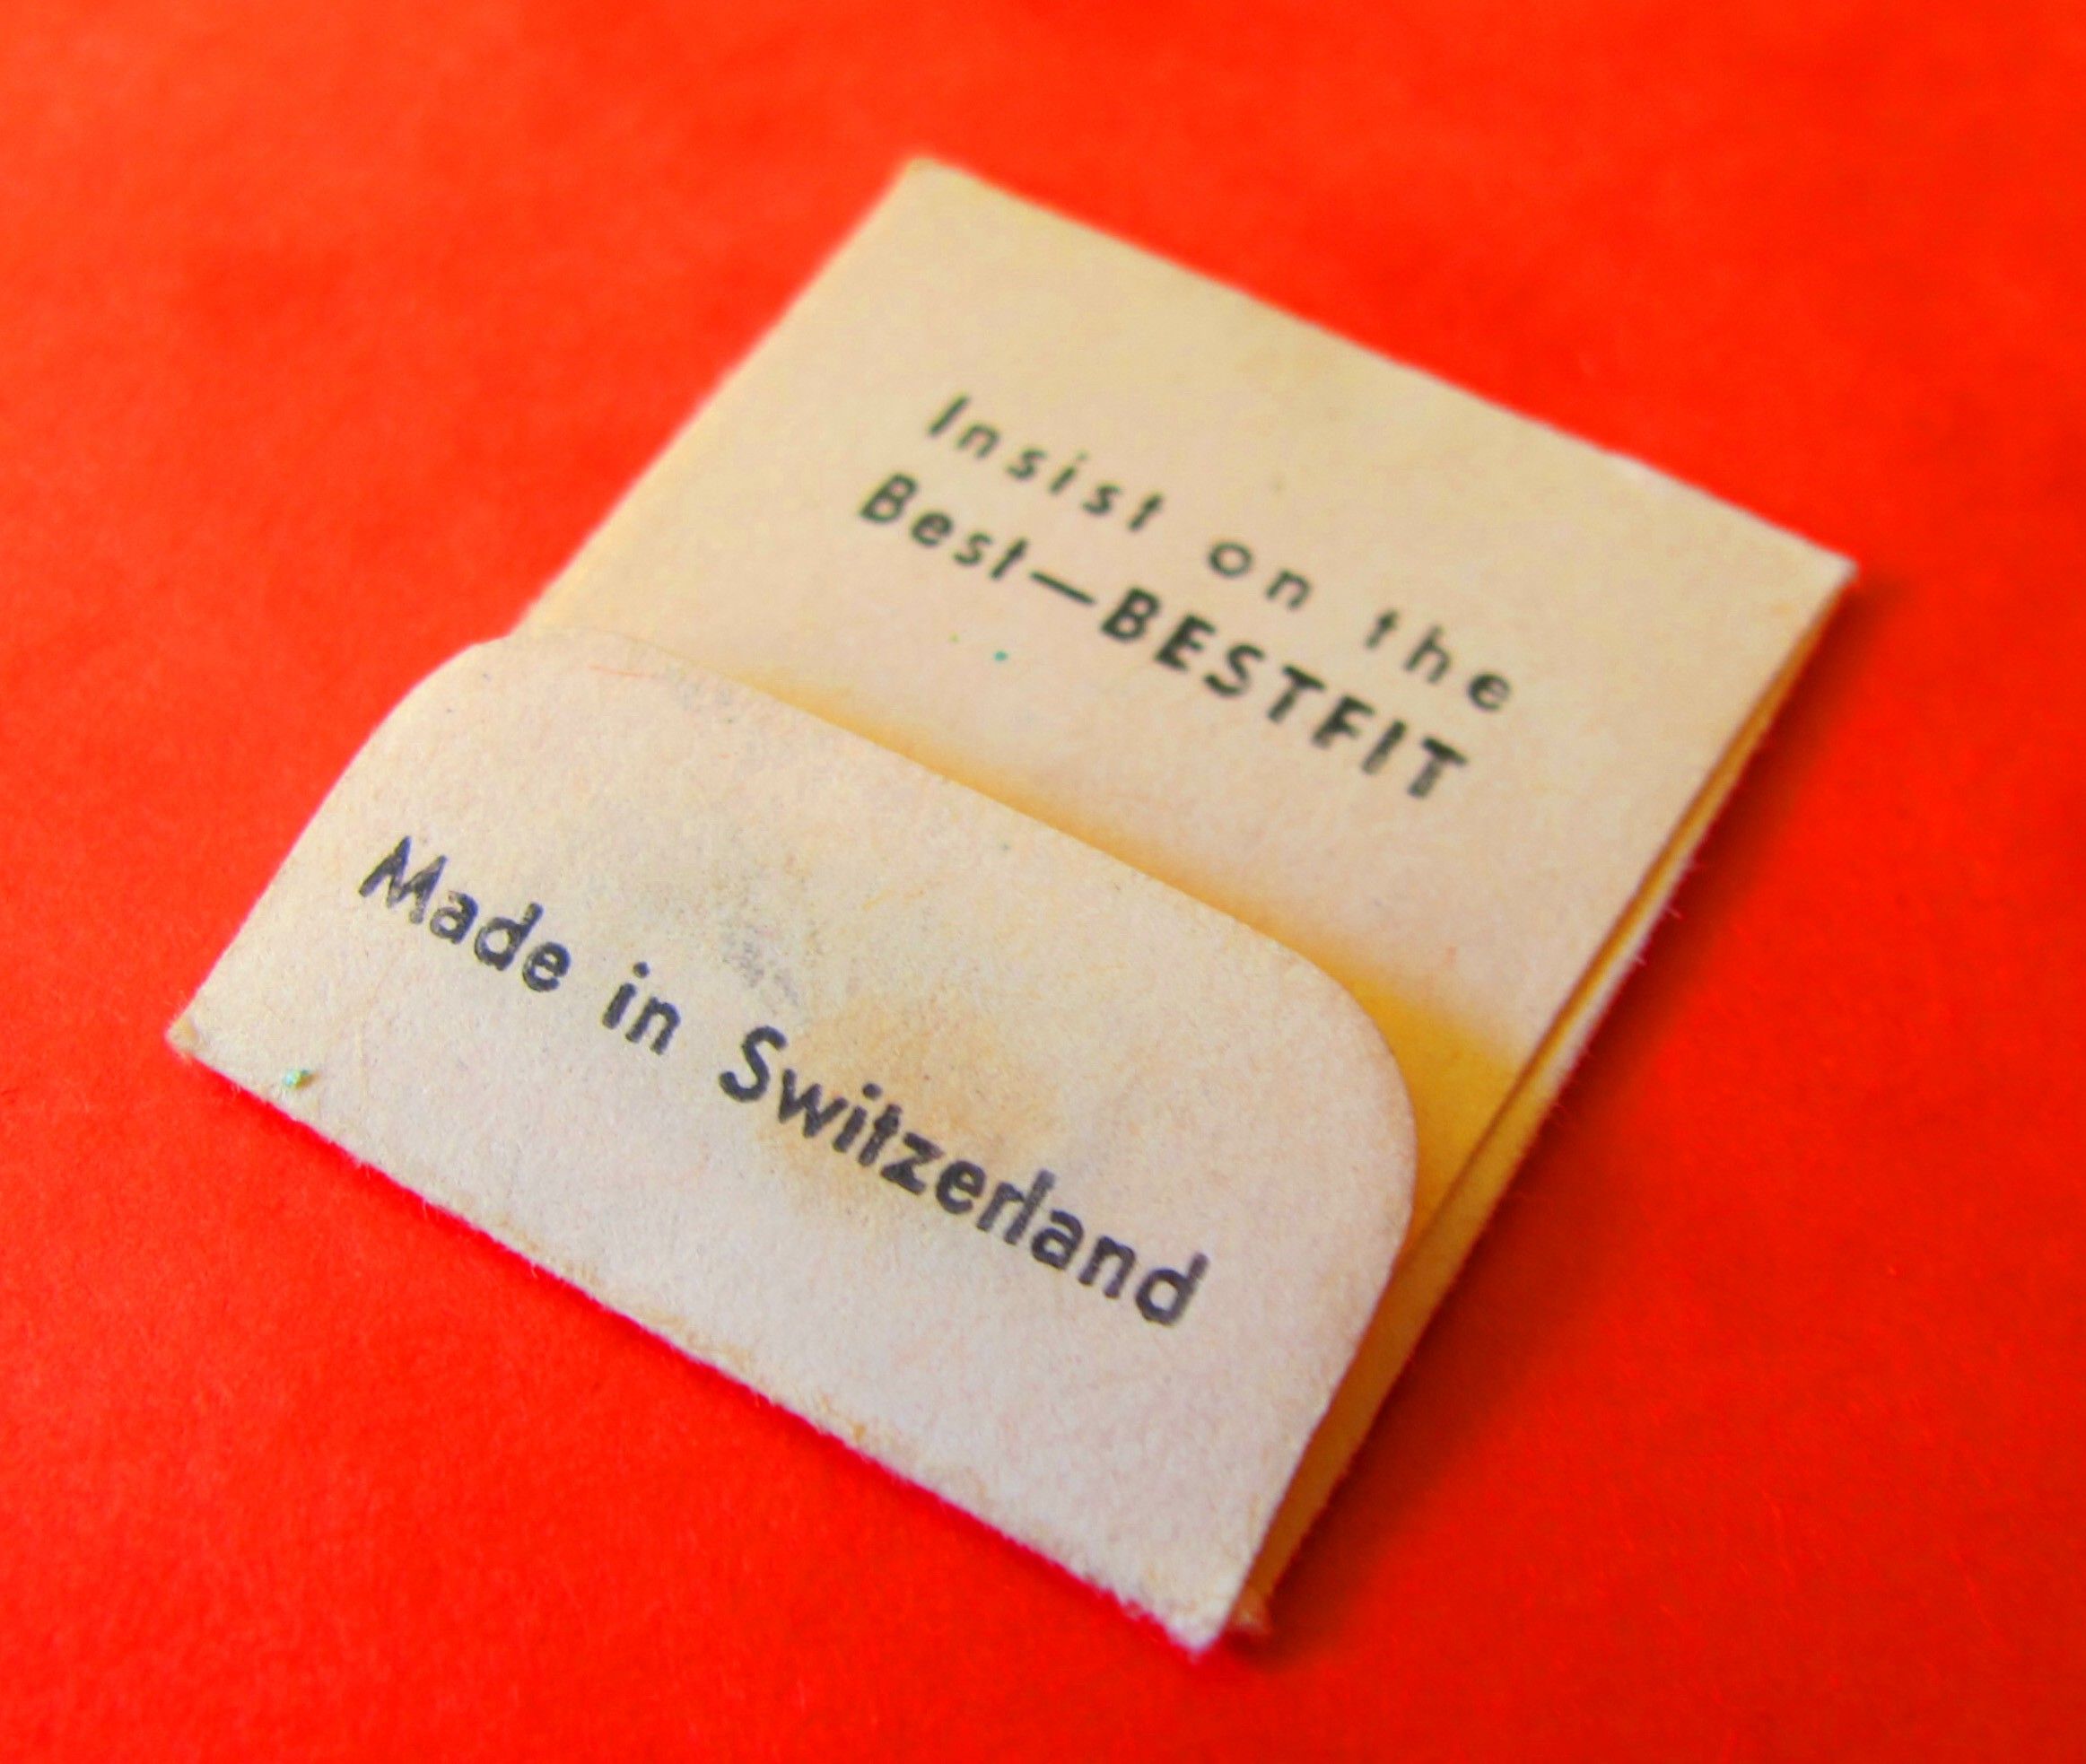 Insist on the
Best—BESTFIT
Made in Switzerland